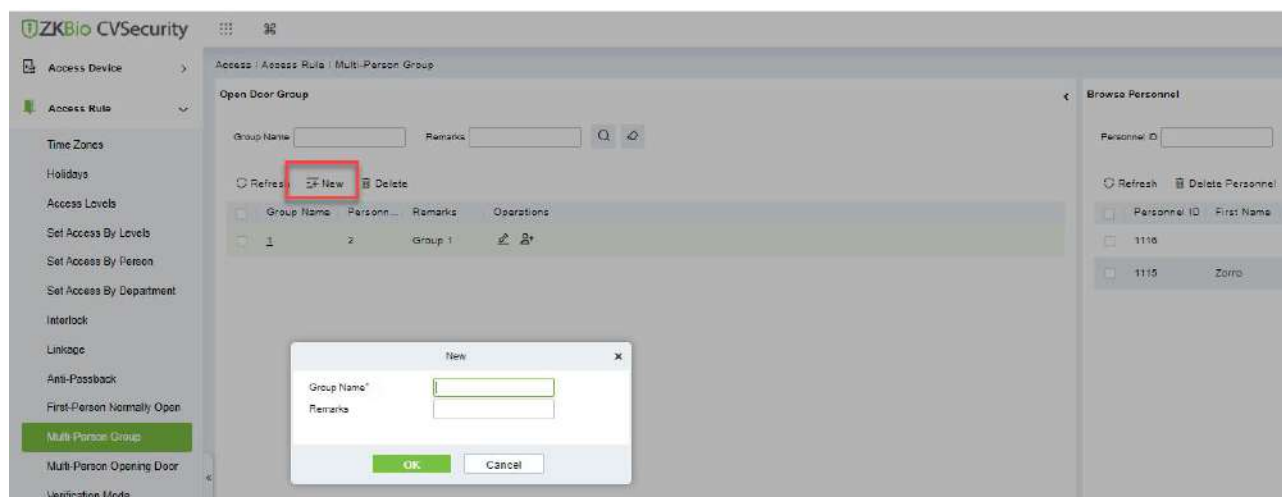 ZKBio CVSecurity
Access Device
Access / Access Rule / Multi-Person Group
Access Rule
Open Door Group
Browse Personnel
Time Zones
Group Name
Remarks
Personnel ID
Holidays
Refresh New Delete
Refresh Delete Personnel
Access Levels
Group Name Personn... Remarks Operations
Personnel ID First Name
Set Access By Levels
1 2 Group 1
1116
Set Access By Person
1115 Zorro
Set Access By Department
Interlock
Linkage
New
Anti-Passback
Group Name*
First-Person Normally Open
Remarks
Multi-Person Group
Multi-Person Opening Door
OK Cancel
Verification Mode